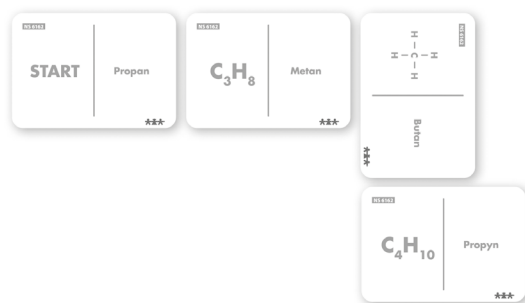 NS 6162
START
Propan
NS 6162
C₃H₈
Metan
NS 6162
H
H – C – H
H
Butan
NS 6162
C₄H₁₀
Propyn